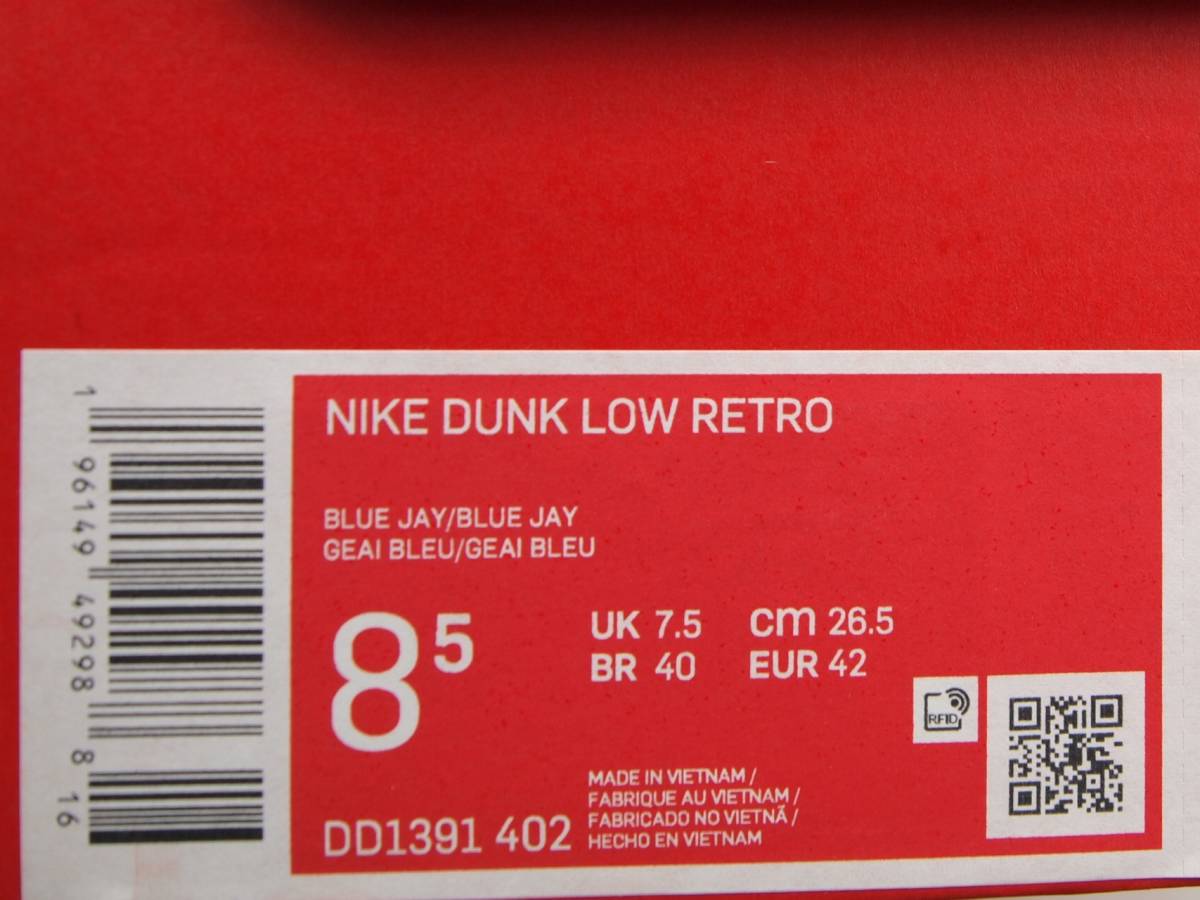 NIKE DUNK LOW RETRO
BLUE JAY/BLUE JAY
GEAI BLEU/GEAI BLEU
8 5
UK 7.5 cm 26.5
BR 40 EUR 42
RFID
MADE IN VIETNAM /
FABRIQUE AU VIETNAM /
FABRICADO NO VIETNÃ /
HECHO EN VIETNAM
DD1391 402
1 96149 49298 8 16